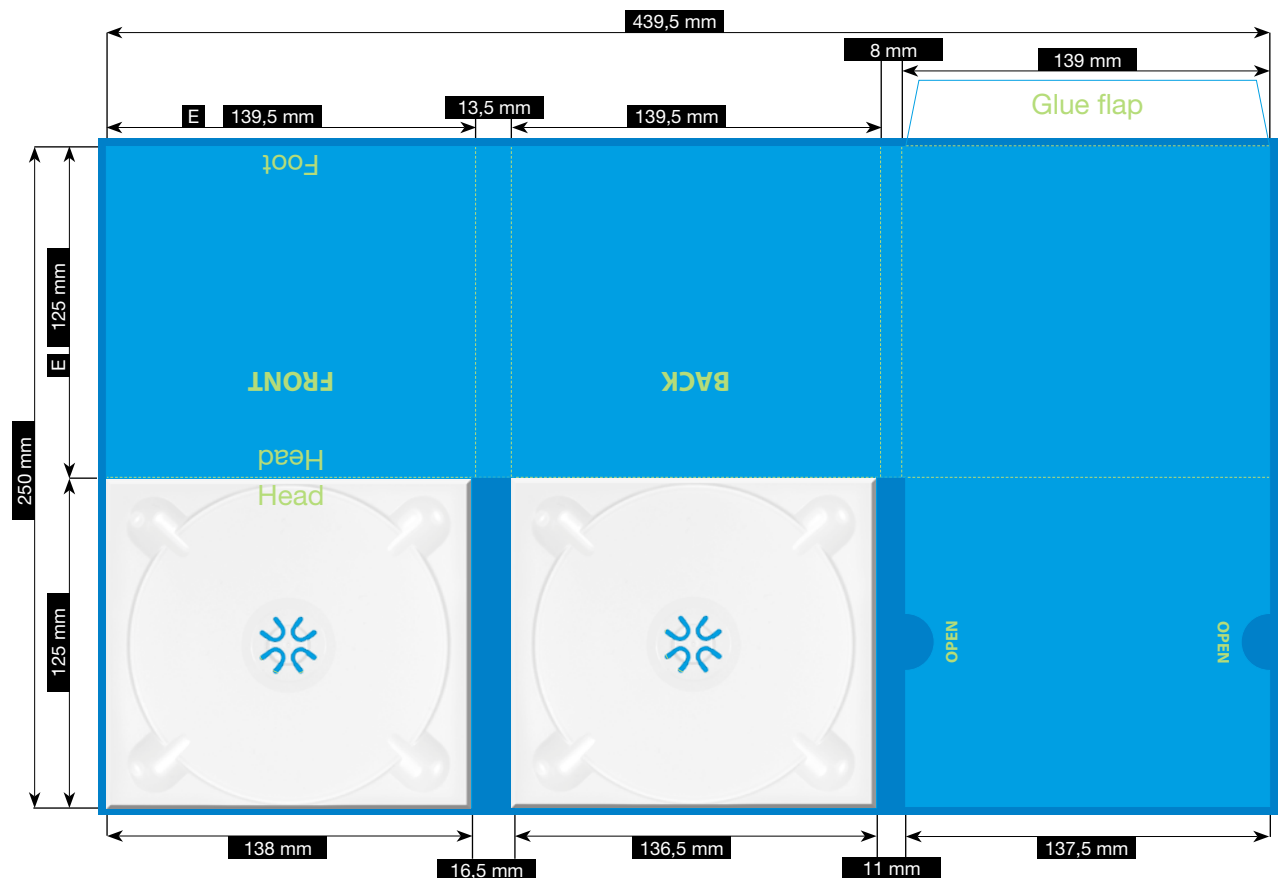 439,5 mm
8 mm
139 mm
13,5 mm
E 139,5 mm
139,5 mm
Glue flap
Foot
125 mm
E
FRONT
BACK
250 mm
Head
Head
125 mm
OPEN
OPEN
138 mm
136,5 mm
137,5 mm
16,5 mm
11 mm